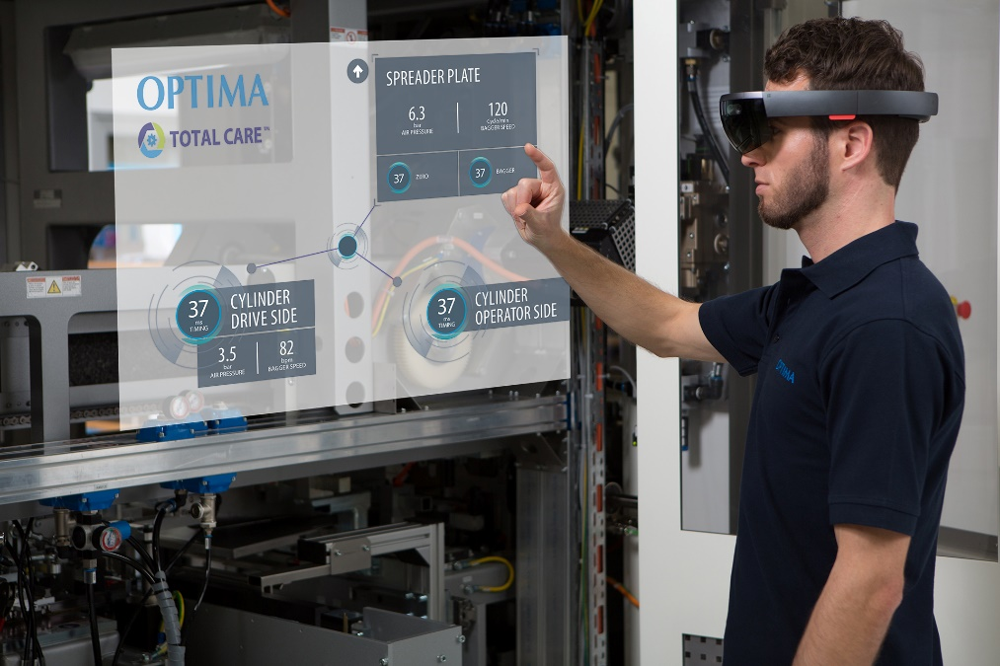 OPTIMA
TOTAL CARE™
SPREADER PLATE
6.3
bar
AIR PRESSURE
120
Cycle/min
BAGGER SPEED
37 ZERO
37 BAGGER
37
ms
TIMING
CYLINDER
DRIVE SIDE
3.5
bar
AIR PRESSURE
82
bpm
BAGGER SPEED
37
ms
TIMING
CYLINDER
OPERATOR SIDE
OPTIMA